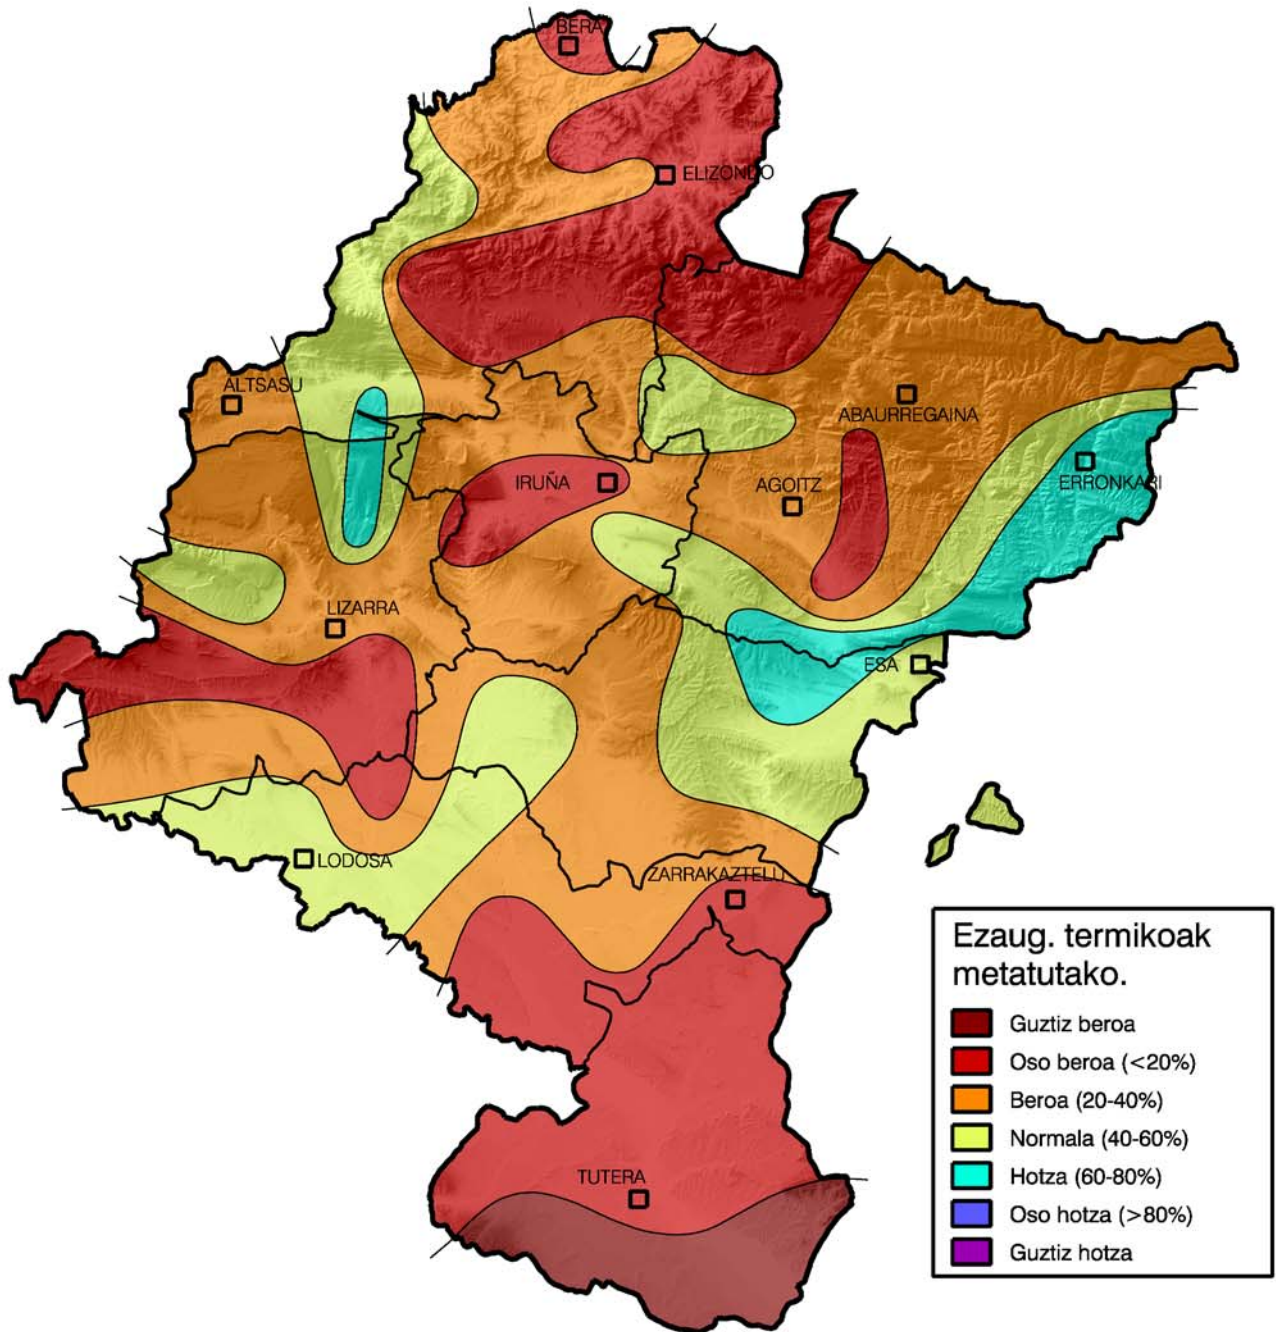 BERA
ELIZONDO
ALTSASU
ABAURREGAINA
IRUÑA
AGOITZ
ERRONKARI
LIZARRA
ESA
LODOSA
ZARRAKAZTELU
TUTERA
Ezaug. termikoak
metatutako.
Guztiz beroa
Oso beroa (<20%)
Beroa (20-40%)
Normala (40-60%)
Hotza (60-80%)
Oso hotza (>80%)
Guztiz hotza